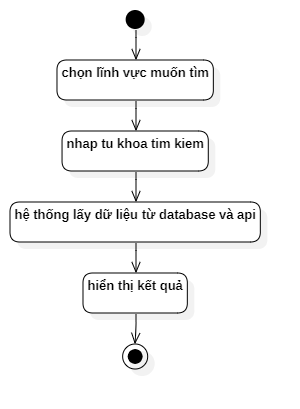 chọn lĩnh vực muốn tìm
nhap tu khoa tim kiem
hệ thống lấy dữ liệu từ database và api
hiển thị kết quả